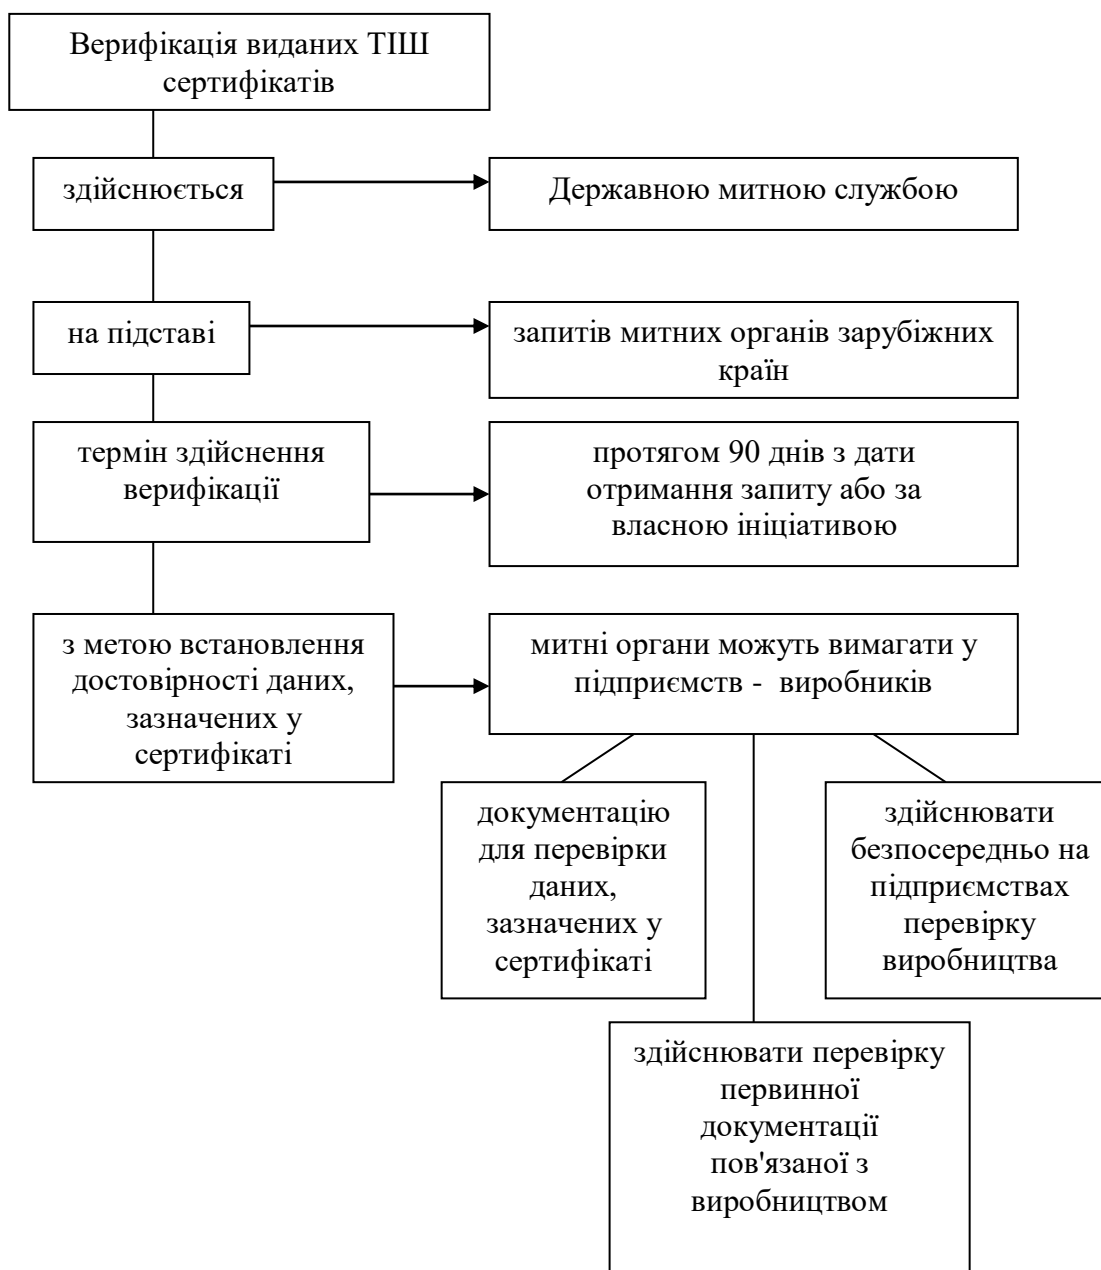 Верифікація виданих ТІШ
сертифікатів
здійснюється
Державною митною службою
на підставі
запитів митних органів зарубіжних
країн
термін здійснення
верифікації
протягом 90 днів з дати
отримання запиту або за
власною ініціативою
з метою встановлення
достовірності даних,
зазначених у
сертифікаті
митні органи можуть вимагати у
підприємств -  виробників
документацію
для перевірки
даних,
зазначених у
сертифікаті
здійснювати
безпосередньо на
підприємствах
перевірку
виробництва
здійснювати перевірку
первинної
документації
пов'язаної з
виробництвом